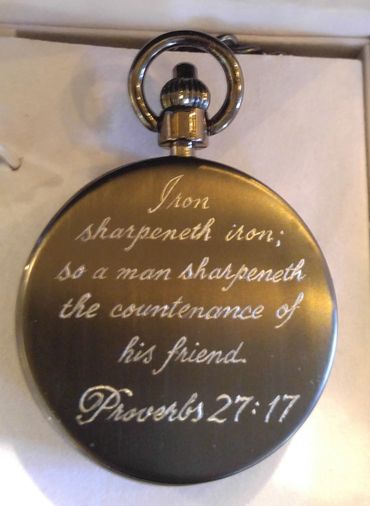 Iron
sharpeneth iron;
so a man sharpeneth
the countenance of
his friend.
Proverbs 27:17